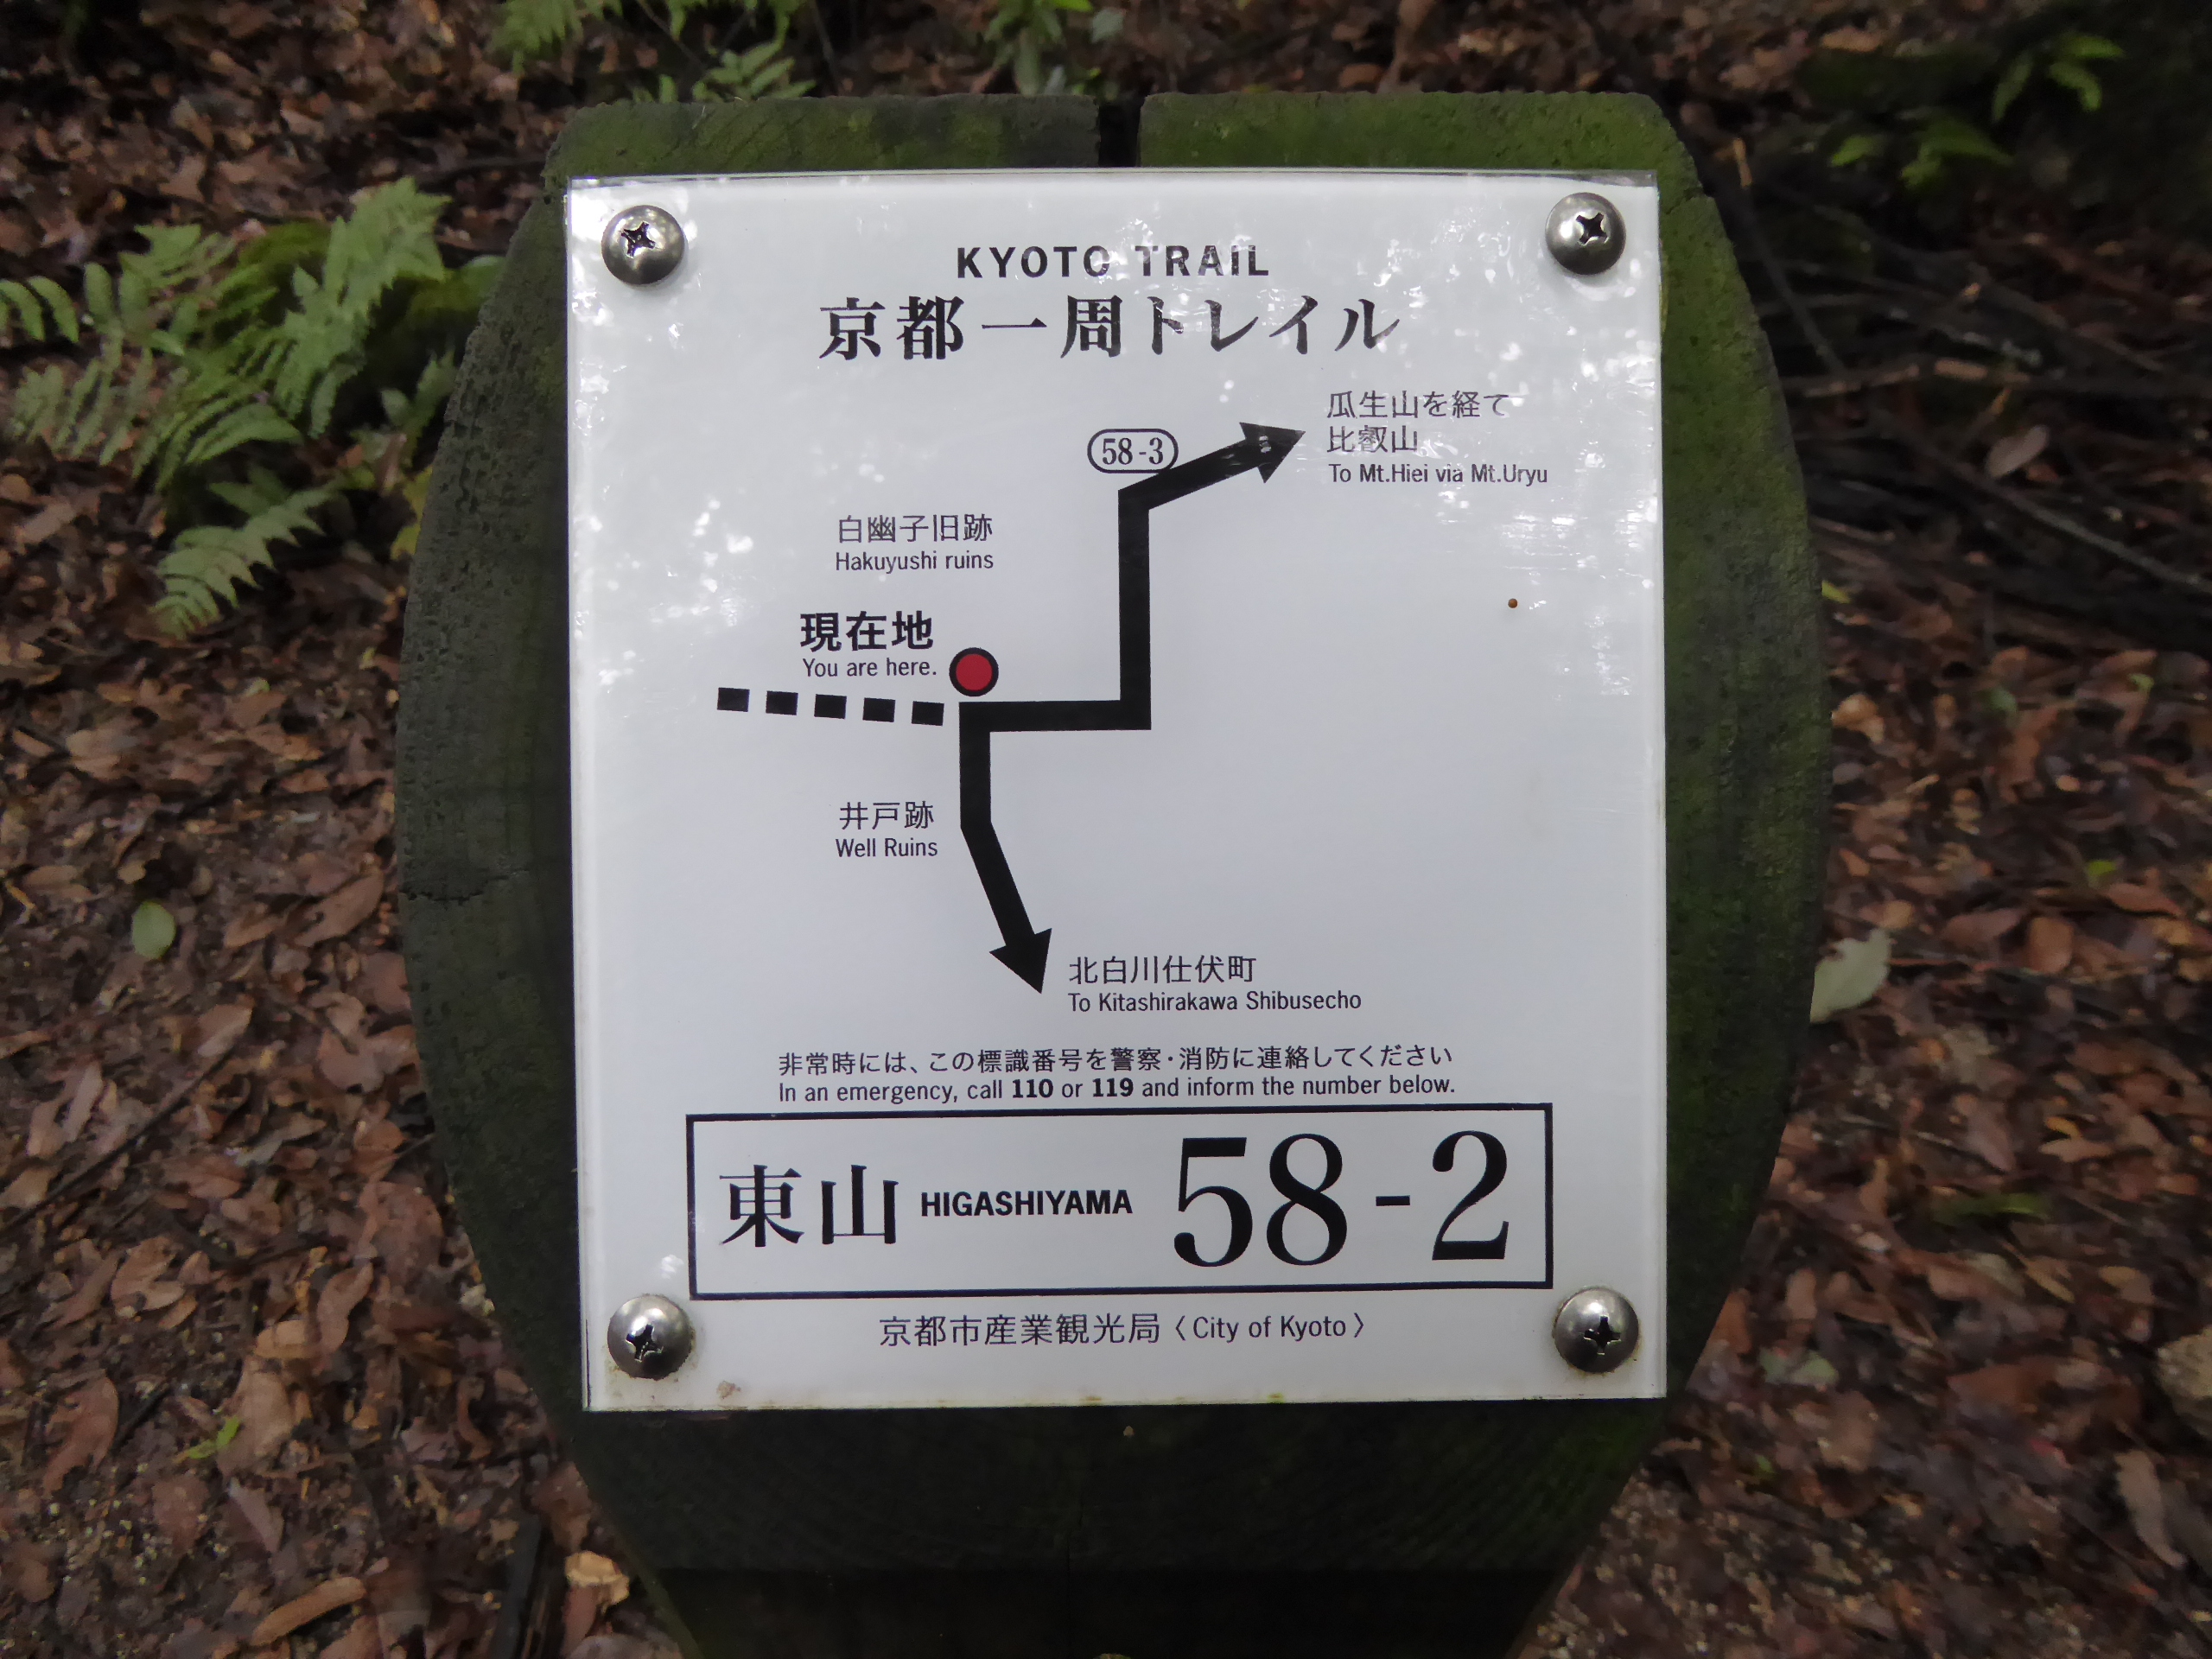 KYOTO TRAIL
京都一周トレイル
瓜生山を経て
比叡山
To Mt.Hiei via Mt.Uryu
58-3
白幽子旧跡
Hakuyushi ruins
現在地
You are here.
井戸跡
Well Ruins
北白川仕伏町
To Kitashirakawa Shibusecho
非常時には、この標識番号を警察・消防に連絡してください
In an emergency, call 110 or 119 and inform the number below.
東山 HIGASHIYAMA 58-2
京都市産業観光局〈City of Kyoto〉